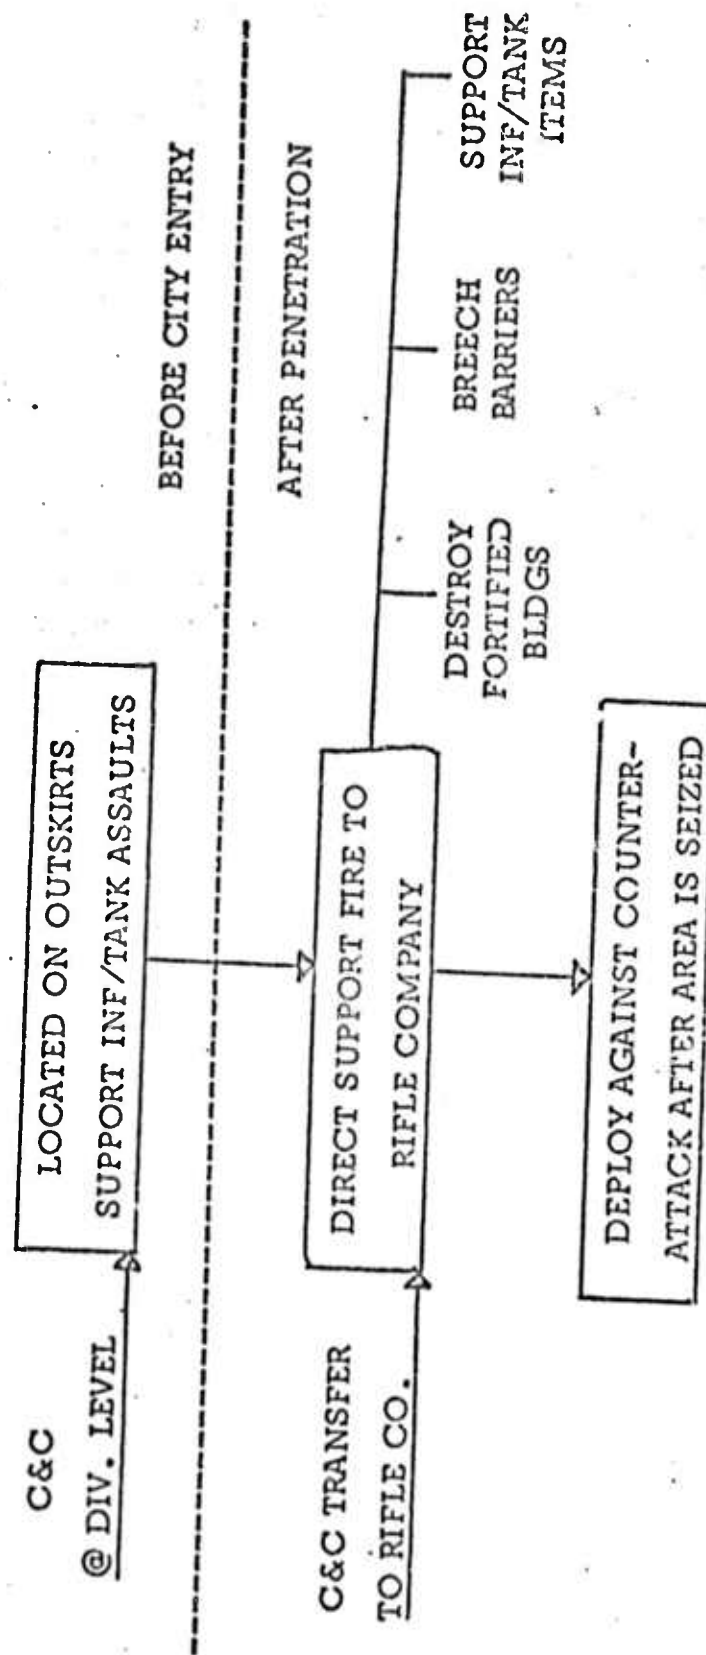 C&C
@ DIV. LEVEL
LOCATED ON OUTSKIRTS
SUPPORT INF/TANK ASSAULTS
BEFORE CITY ENTRY
AFTER PENETRATION
C&C TRANSFER
TO RIFLE CO.
DIRECT SUPPORT FIRE TO
RIFLE COMPANY
DESTROY
FORTIFIED
BLDGS
BREECH
BARRIERS
SUPPORT
INF/TANK
ITEMS
DEPLOY AGAINST COUNTER-
ATTACK AFTER AREA IS SEIZED